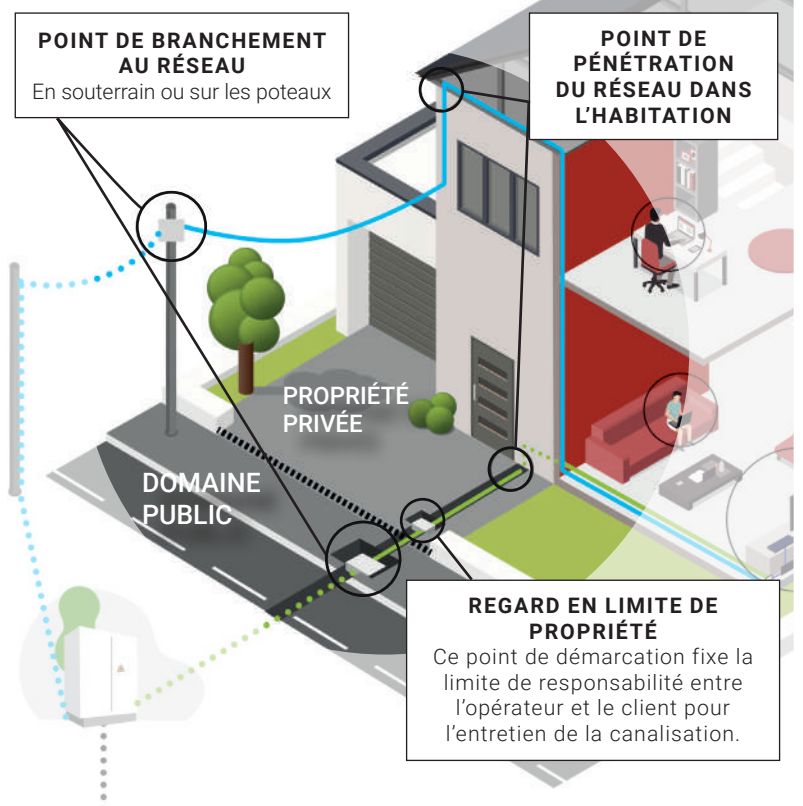 POINT DE BRANCHEMENT
AU RÉSEAU
En souterrain ou sur les poteaux
POINT DE
PÉNÉTRATION
DU RÉSEAU DANS
L'HABITATION
PROPRIÉTÉ
PRIVÉE
DOMAINE
PUBLIC
REGARD EN LIMITE DE
PROPRIÉTÉ
Ce point de démarcation fixe la
limite de responsabilité entre
l'opérateur et le client pour
l'entretien de la canalisation.